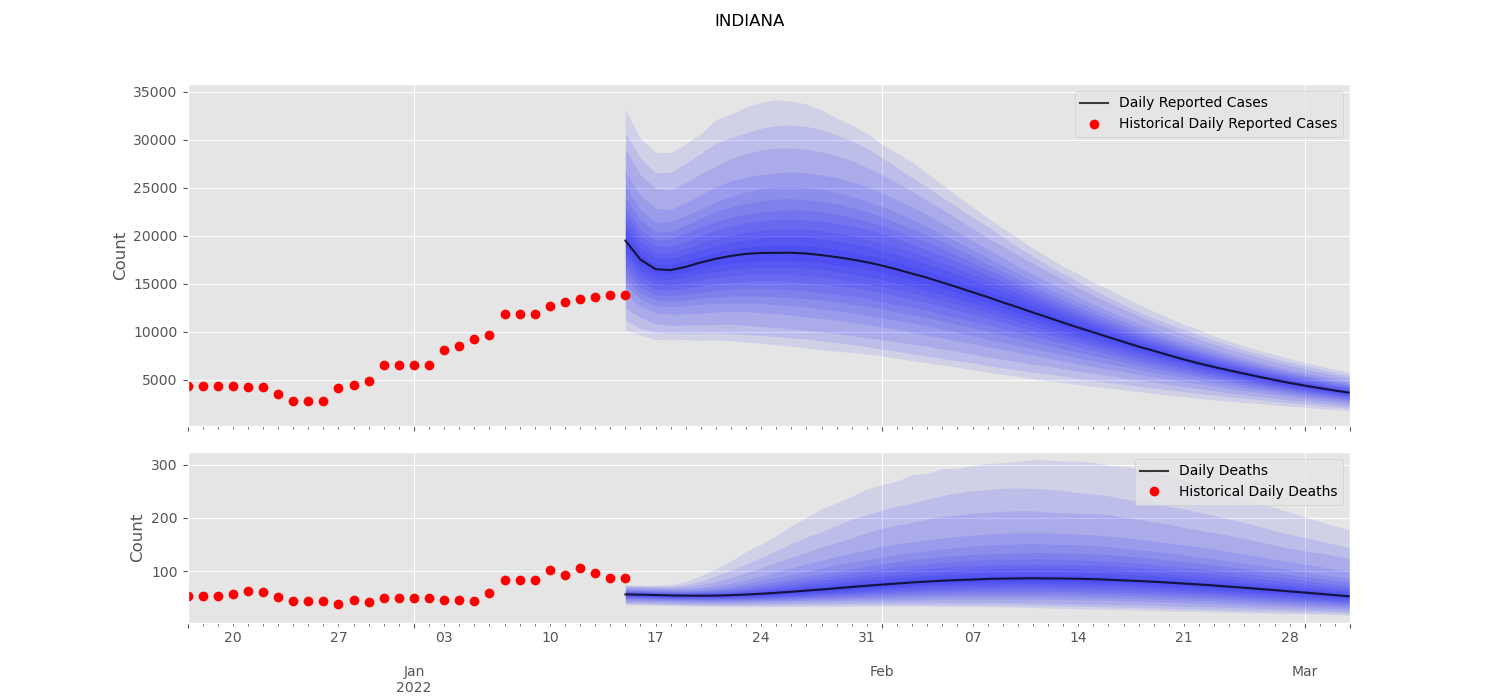 INDIANA
35000
30000
25000
20000
15000
10000
5000
Count
Daily Reported Cases
Historical Daily Reported Cases
300
200
100
Count
Daily Deaths
Historical Daily Deaths
20 27 03 10 17 24 31 07 14 21 28
Jan Feb Mar
2022